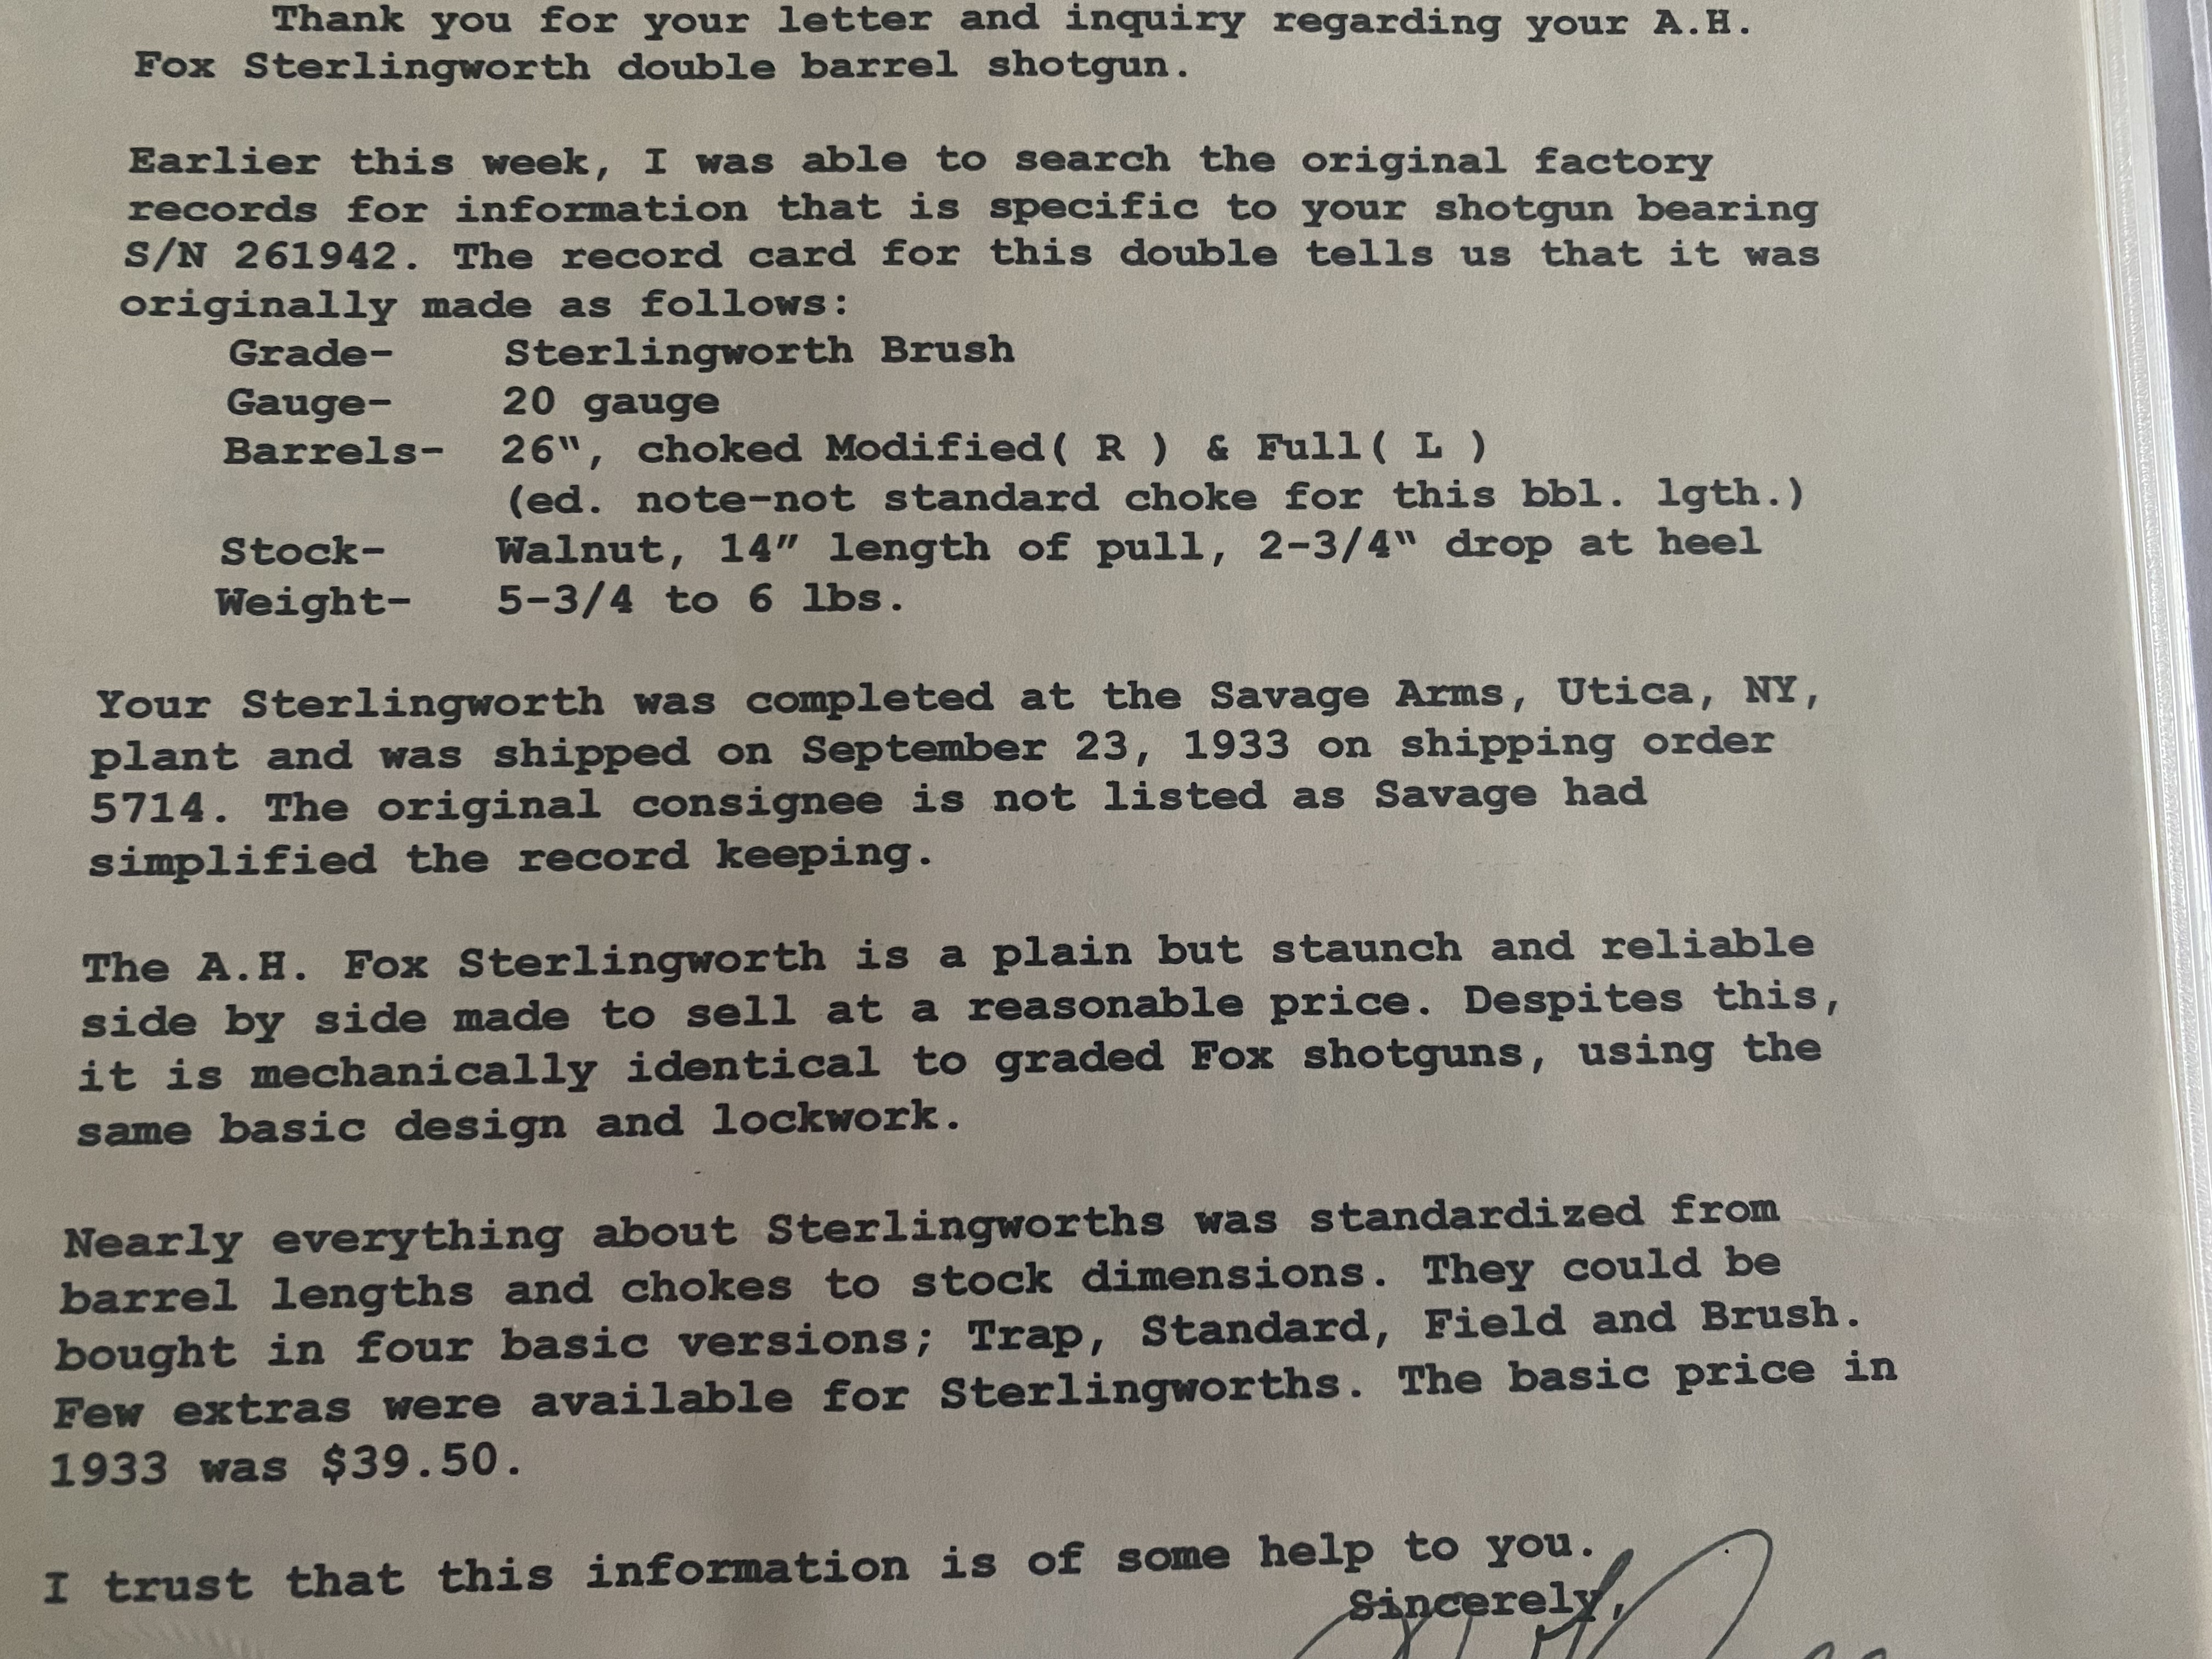 Thank you for your letter and inquiry regarding your A.H.
Fox Sterlingworth double barrel shotgun.
Earlier this week, I was able to search the original factory
records for information that is specific to your shotgun bearing
S/N 261942. The record card for this double tells us that it was
originally made as follows:
Grade- Sterlingworth Brush
Gauge- 20 gauge
Barrels- 26", choked Modified( R ) & Full( L )
(ed. note-not standard choke for this bbl. lgth.)
Stock- Walnut, 14" length of pull, 2-3/4" drop at heel
Weight- 5-3/4 to 6 lbs.
Your Sterlingworth was completed at the Savage Arms, Utica, NY,
plant and was shipped on September 23, 1933 on shipping order
5714. The original consignee is not listed as Savage had
simplified the record keeping.
The A.H. Fox Sterlingworth is a plain but staunch and reliable
side by side made to sell at a reasonable price. Despites this,
it is mechanically identical to graded Fox shotguns, using the
same basic design and lockwork.
Nearly everything about Sterlingworths was standardized from
barrel lengths and chokes to stock dimensions. They could be
bought in four basic versions; Trap, Standard, Field and Brush.
Few extras were available for Sterlingworths. The basic price in
1933 was $39.50.
I trust that this information is of some help to you.
Sincerely,